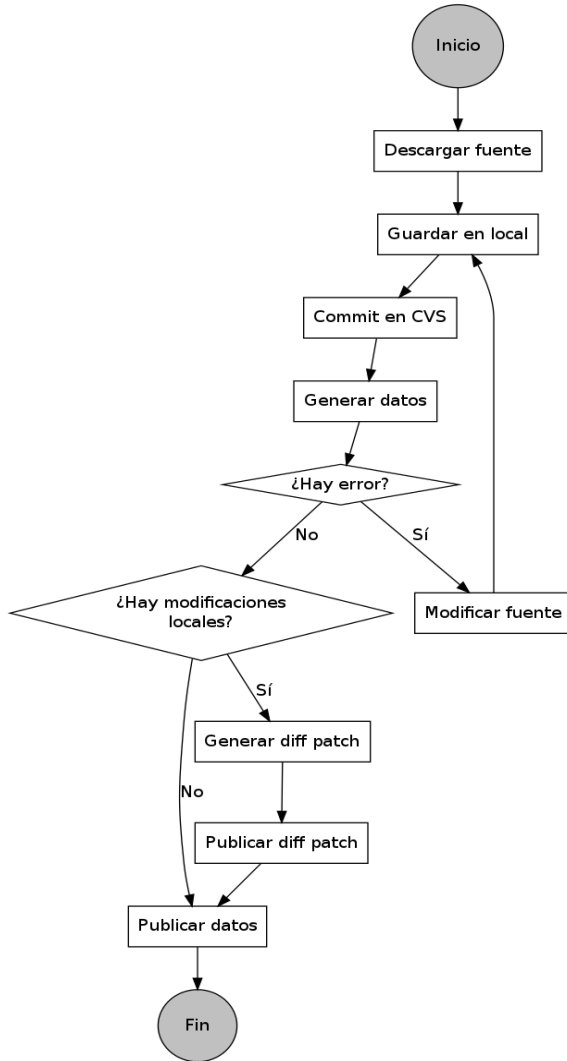 Inicio
Descargar fuente
Guardar en local
Commit en CVS
Generar datos
¿Hay error?
No
Sí
¿Hay modificaciones
locales?
Modificar fuente
Sí
Generar diff patch
No
Publicar diff patch
Publicar datos
Fin